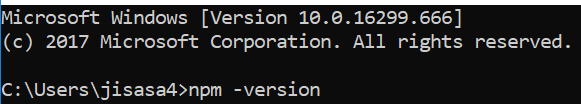 Microsoft Windows [Version 10.0.16299.666]
(c) 2017 Microsoft Corporation. All rights reserved.
C:\Users\jisasa4>npm -version